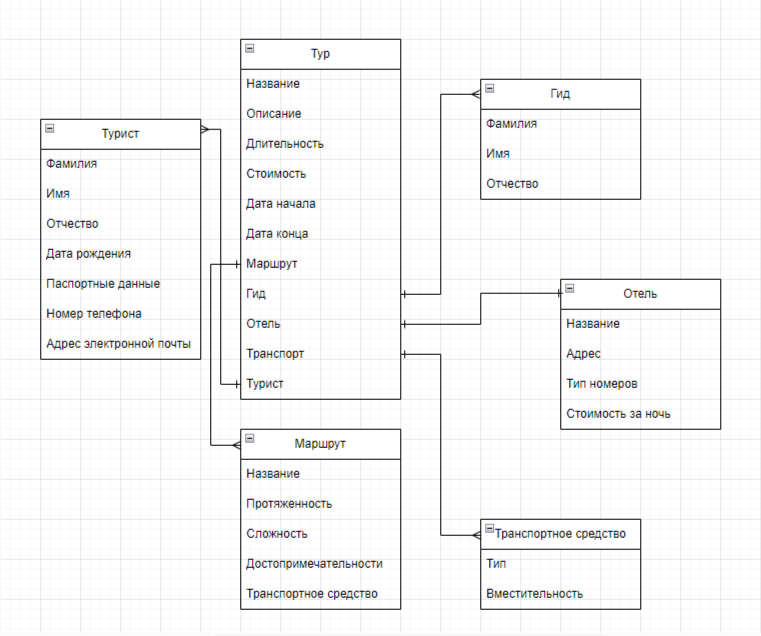 Тур
Название
Описание
Длительность
Стоимость
Дата начала
Дата конца
Маршрут
Гид
Отель
Транспорт
Турист
Турист
Фамилия
Имя
Отчество
Дата рождения
Паспортные данные
Номер телефона
Адрес электронной почты
Гид
Фамилия
Имя
Отчество
Отель
Название
Адрес
Тип номеров
Стоимость за ночь
Маршрут
Название
Протяженность
Сложность
Достопримечательности
Транспортное средство
Транспортное средство
Тип
Вместительность